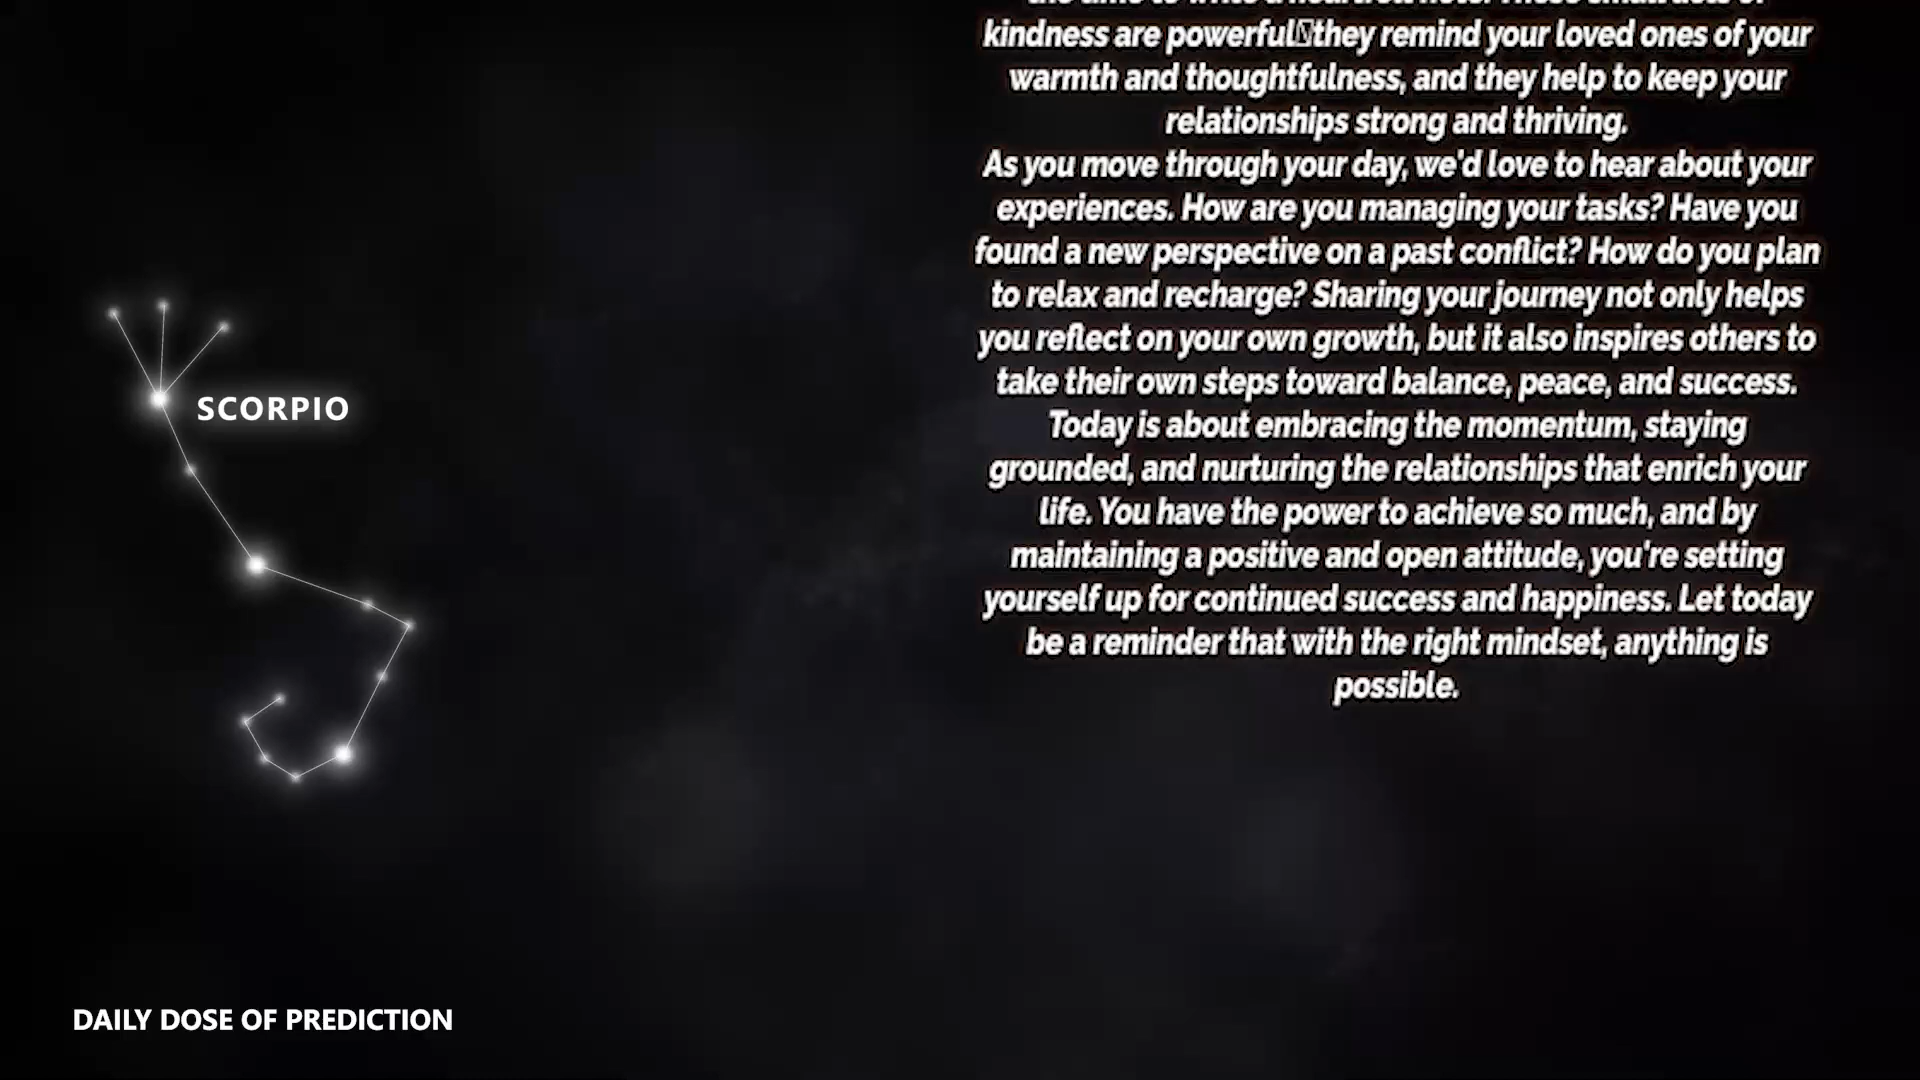 kindness are powerful▯they remind your loved ones of your
warmth and thoughtfulness, and they help to keep your
relationships strong and thriving.
As you move through your day, we'd love to hear about your
experiences. How are you managing your tasks? Have you
found a new perspective on a past conflict? How do you plan
to relax and recharge? Sharing your journey not only helps
you reflect on your own growth, but it also inspires others to
take their own steps toward balance, peace, and success.
Today is about embracing the momentum, staying
grounded, and nurturing the relationships that enrich your
life. You have the power to achieve so much, and by
maintaining a positive and open attitude, you're setting
yourself up for continued success and happiness. Let today
be a reminder that with the right mindset, anything is
possible.
SCORPIO
DAILY DOSE OF PREDICTION